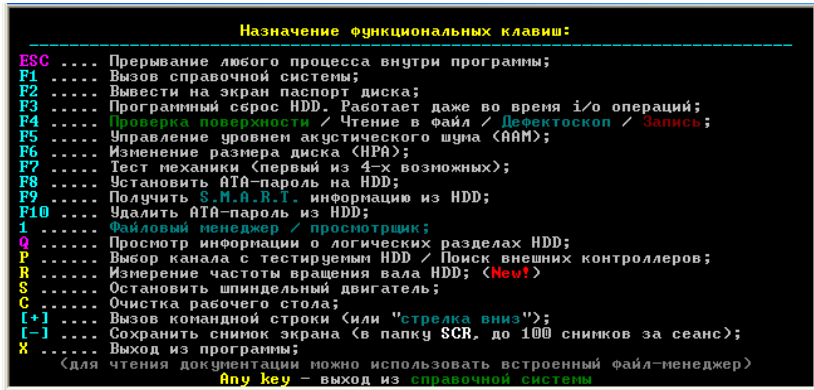 Назначение функциональных клавиш:
ESC .... Прерывание любого процесса внутри программы;
F1 ..... Вызов справочной системы;
F2 ..... Вывести на экран паспорт диска;
F3 ..... Программный сброс HDD. Работает даже во время i/o операций;
F4 ..... Проверка поверхности / Чтение в файл / Дефектоскоп / Запись;
F5 ..... Управление уровнем акустического шума (AAM);
F6 ..... Изменение размера диска (HPA);
F7 ..... Тест механики (первый из 4-х возможных);
F8 ..... Установить ATA-пароль на HDD;
F9 ..... Получить S.M.A.R.T. информацию из HDD;
F10 .... Удалить ATA-пароль из HDD;
1 ...... Файловый менеджер / просмотрщик;
Q ...... Просмотр информации о логических разделах HDD;
P ...... Выбор канала с тестируемым HDD / Поиск внешних контроллеров;
R ...... Измерение частоты вращения вала HDD; (New!)
S ...... Остановить шпиндельный двигатель;
C ...... Очистка рабочего стола;
[+] .... Вызов командной строки (или "стрелка вниз");
[-] .... Сохранить снимок экрана (в папку SCR, до 100 снимков за сеанс);
X ...... Выход из программы;
(для чтения документации можно использовать встроенный файл-менеджер)
Any key - выход из справочной системы